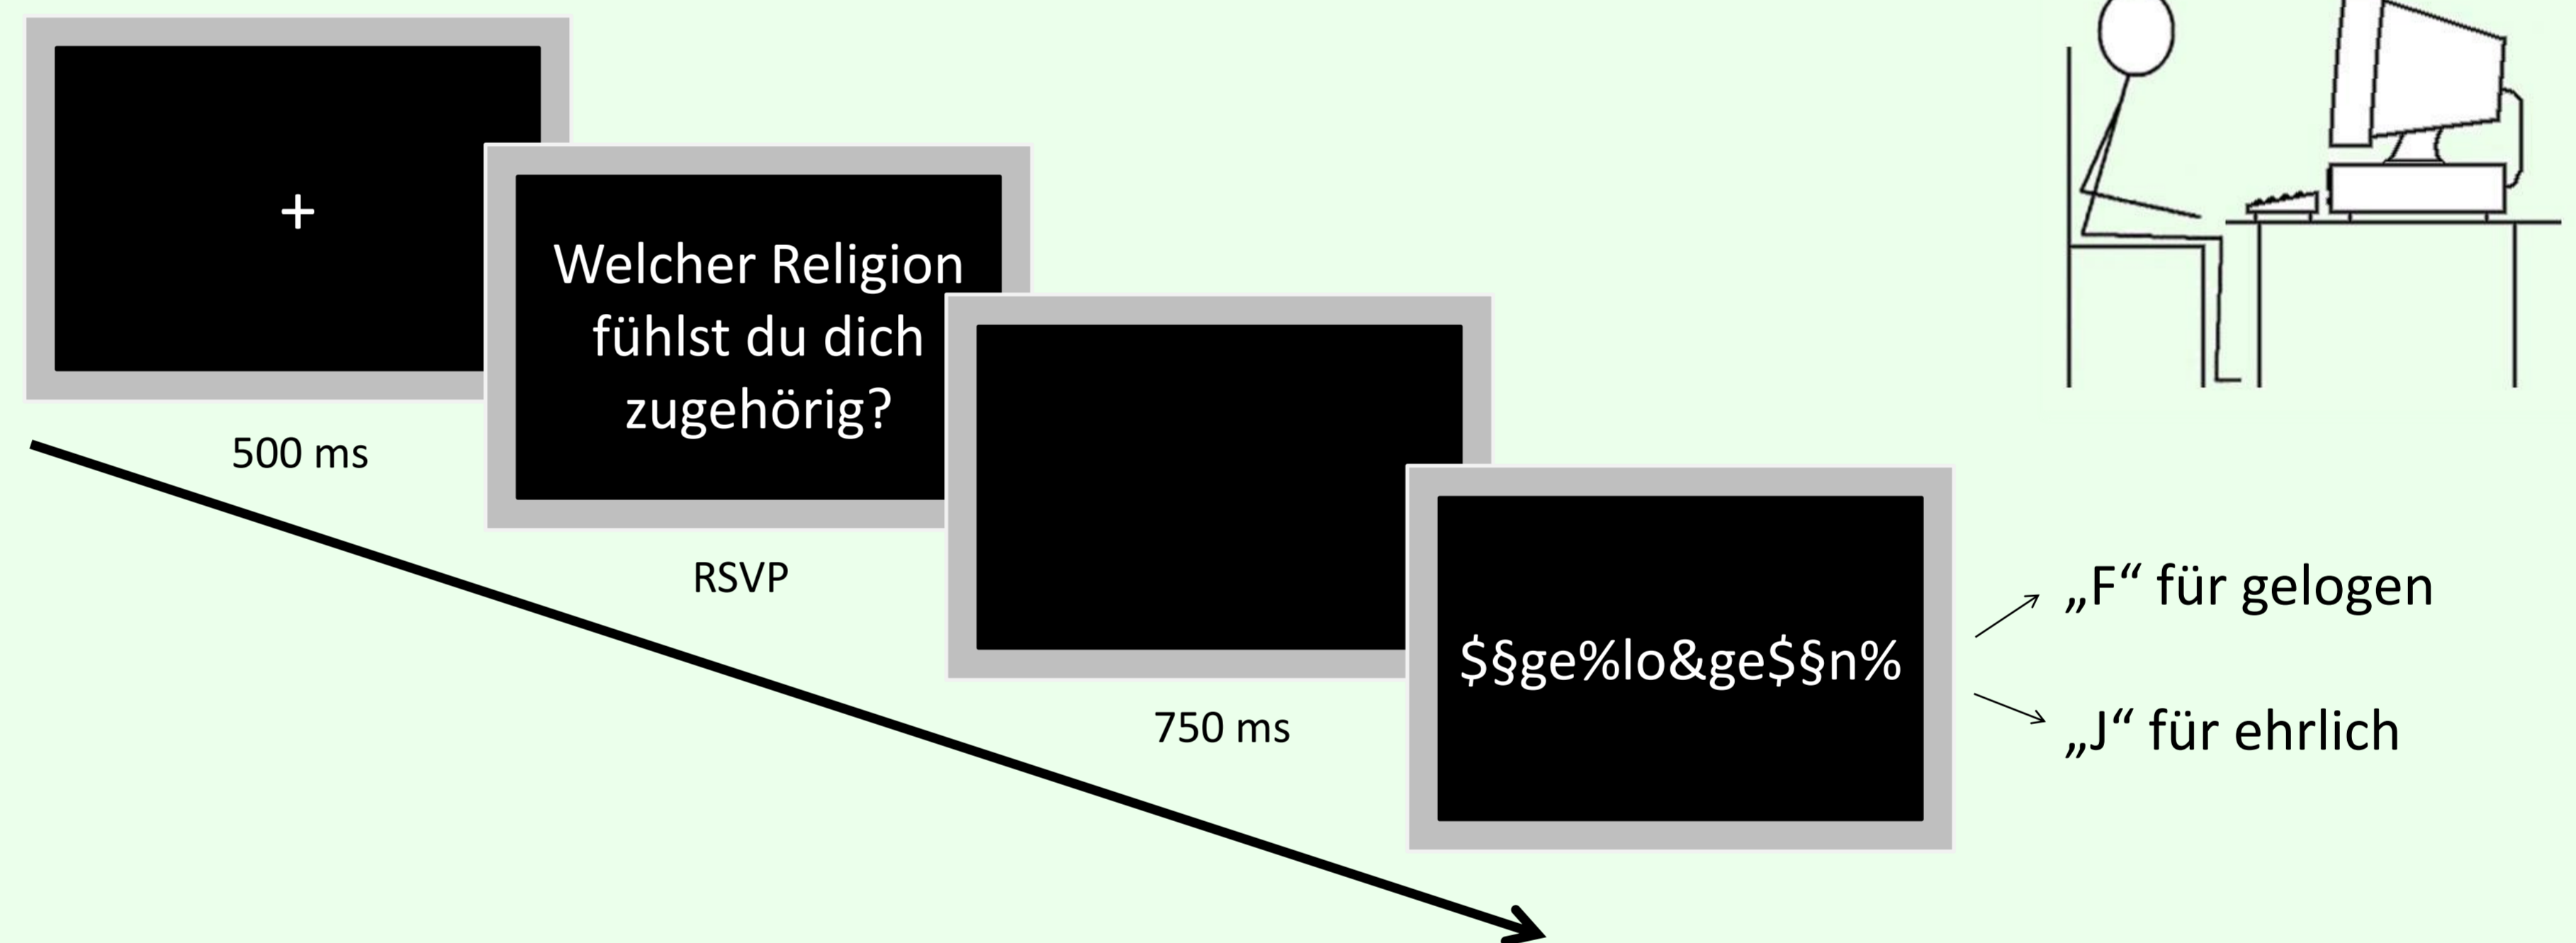 +
500 ms
Welcher Religion
fühlst du dich
zugehörig?
RSVP
750 ms
$§ge%lo&ge$§n%
„F“ für gelogen
„J“ für ehrlich